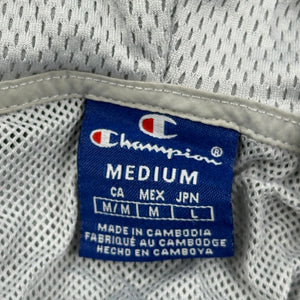 Champion®
MEDIUM
CA MEX JPN
M/M M L
MADE IN CAMBODIA
FABRIQUÉ AU CAMBODGE
HECHO EN CAMBOYA